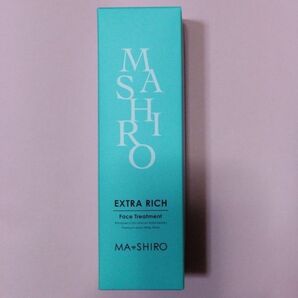 MASHIRO
EXTRA RICH
Face Treatment
MA♥SHIRO